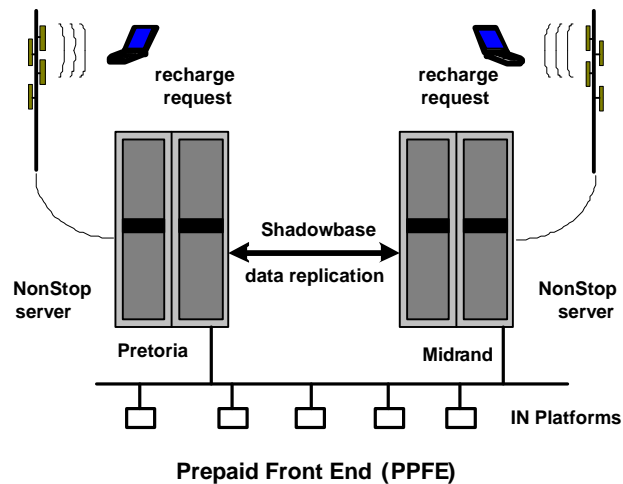 recharge
request
recharge
request
Shadowbase
data replication
NonStop
server
NonStop
server
Pretoria
Midrand
IN Platforms
Prepaid Front End (PPFE)